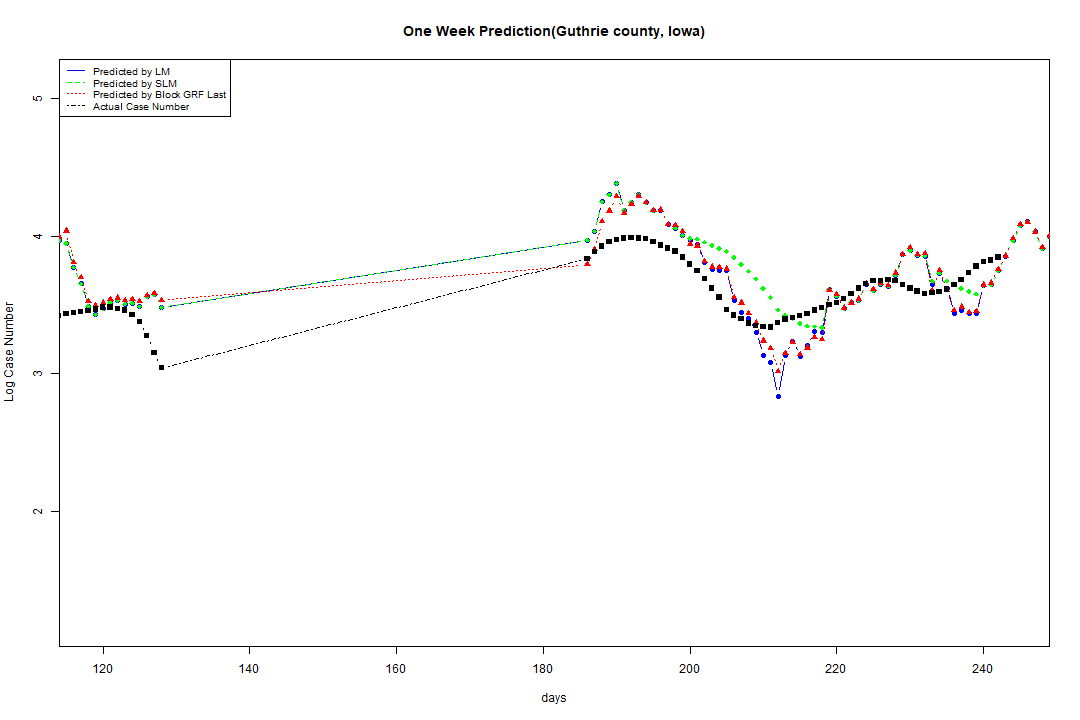 One Week Prediction(Guthrie county, Iowa)
Predicted by LM
Predicted by SLM
Predicted by Block GRF Last
Actual Case Number
5
4
3
2
Log Case Number
120 140 160 180 200 220 240
days